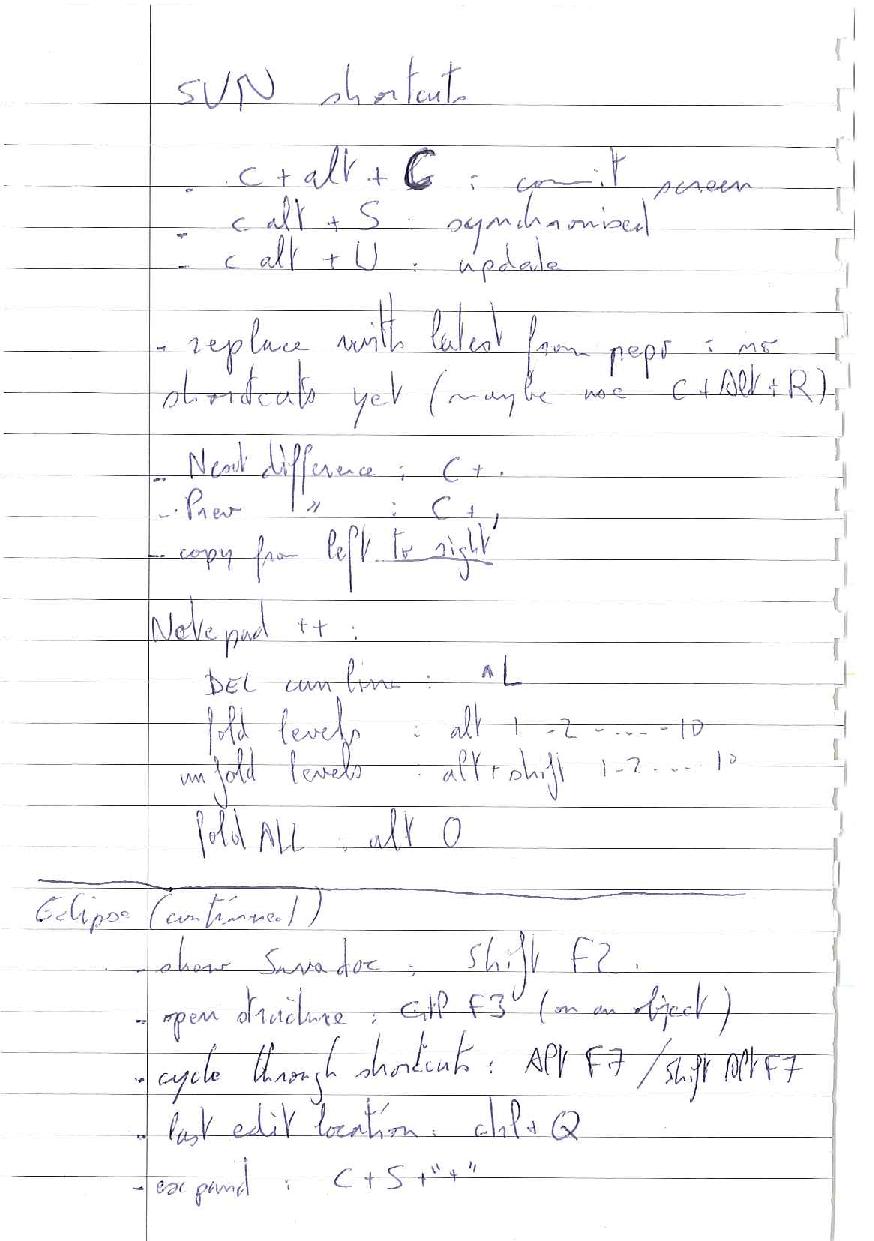 SVN shortcuts
- C + alt + C : commit screen
- c alt + S : synchronised
- c alt + U : update
- replace with latest from repo : no
shortcuts yet (maybe use C + Alt + R)
- Next difference : C + .
- Prev " : C + ,
- copy from left to right
Notepad ++ :
DEL curr line : ^L
fold levels : alt 1 - 2 - .... - 10
unfold levels : alt + shift 1 - 2 .... 10
fold ALL : alt 0
Eclipse (continued)
- show Javadoc : Shift F2.
- open structure : Ctrl F3 (on an object)
- cycle through shortcuts : Alt F7 / Shift Alt F7
- last edit location : ctrl + Q
- expand : C + S + "+"